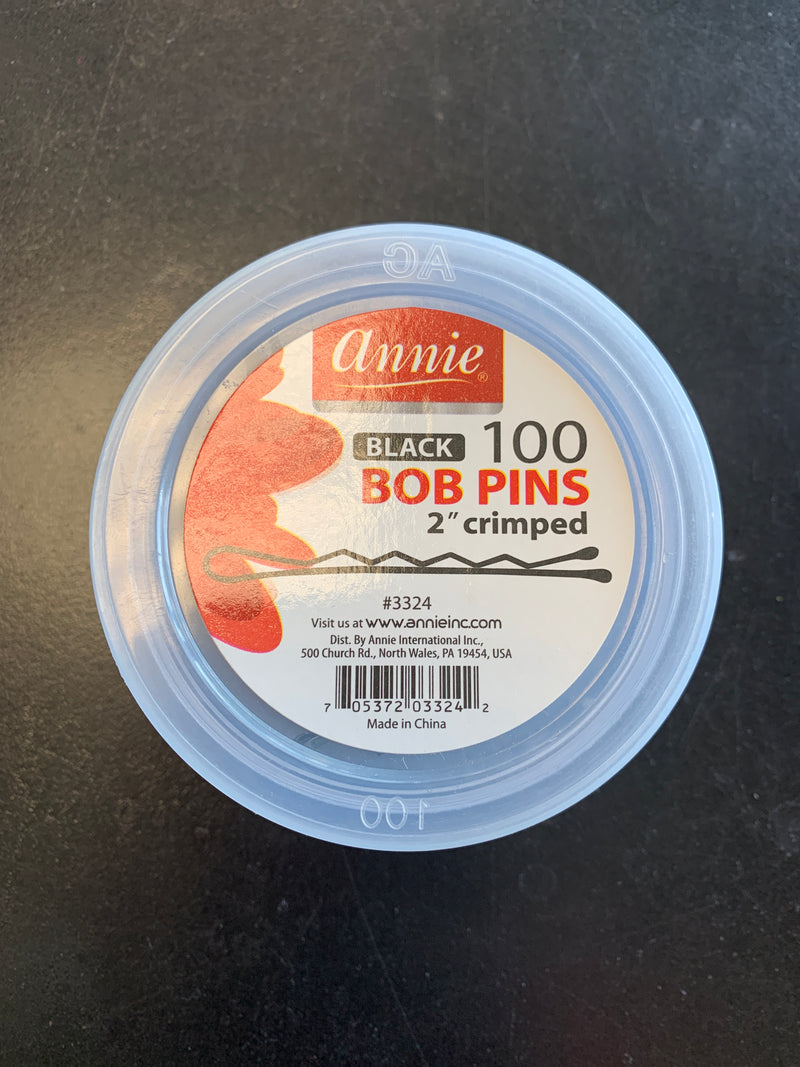 AG
annie®
BLACK 100
BOB PINS
2” crimped
#3324
Visit us at www.annieinc.com
Dist. By Annie International Inc.,
500 Church Rd., North Wales, PA 19454, USA
7 05372 03324 2
Made in China
100